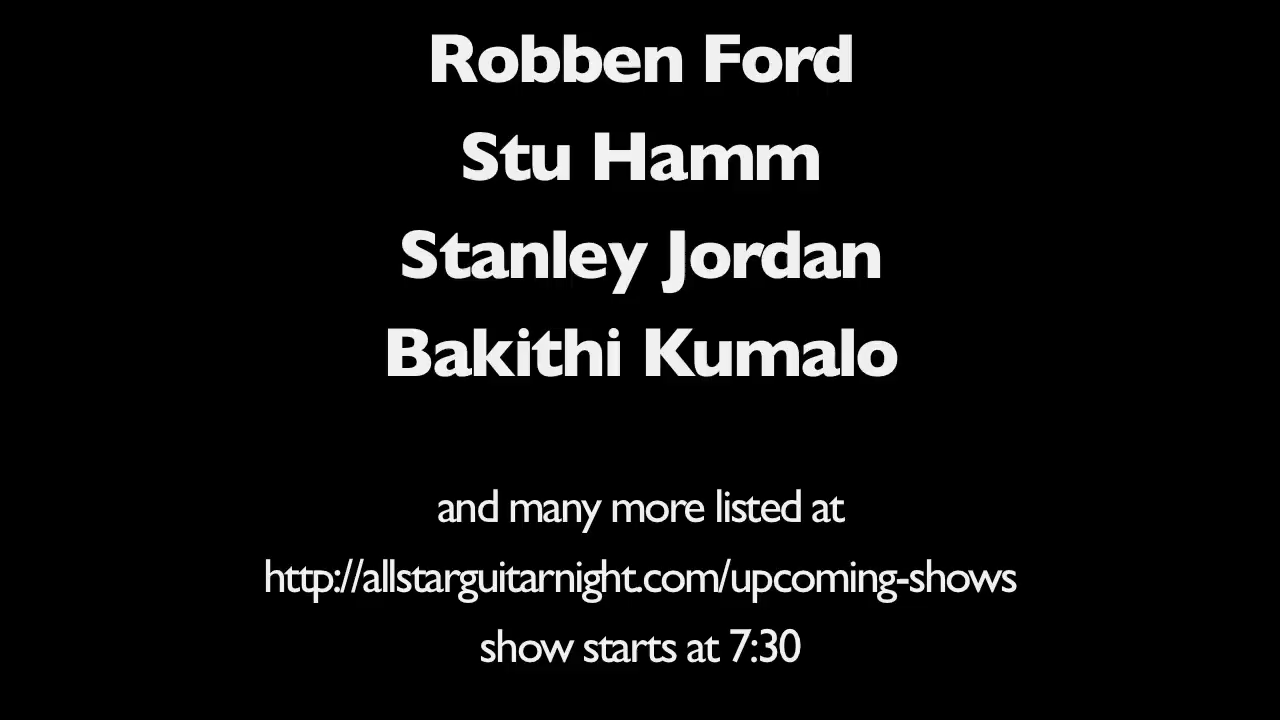 Robben Ford
Stu Hamm
Stanley Jordan
Bakithi Kumalo
and many more listed at
http://allstarguitarnight.com/upcoming-shows
show starts at 7:30